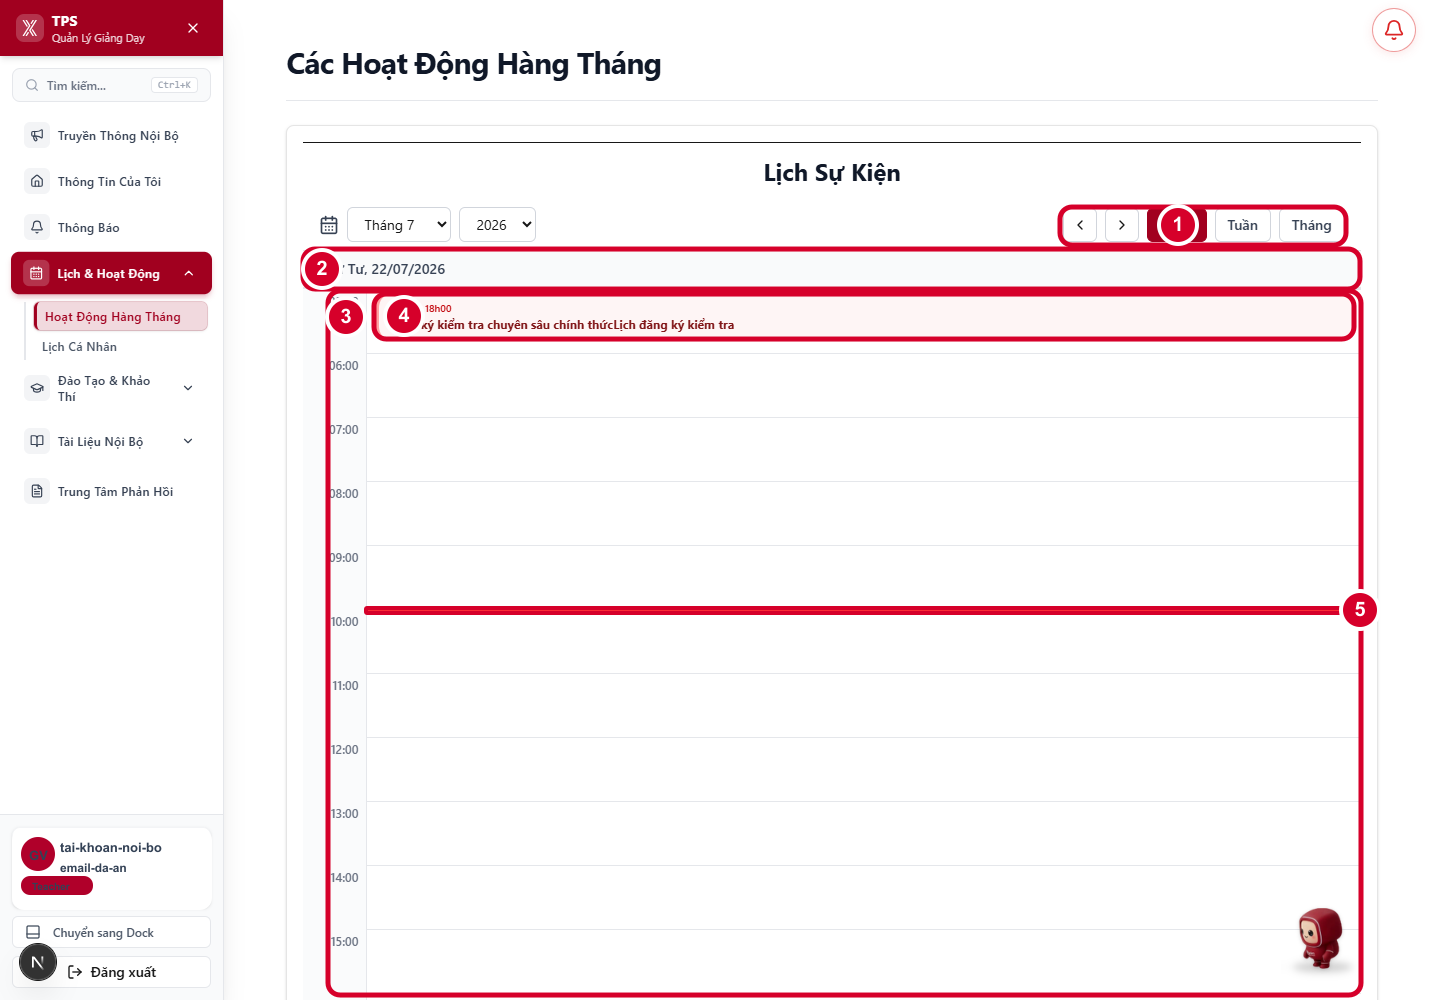 TPS
Quản Lý Giảng Dạy
Tìm kiếm...
Ctrl+K
Truyền Thông Nội Bộ
Thông Tin Của Tôi
Thông Báo
Lịch & Hoạt Động
Hoạt Động Hàng Tháng
Lịch Cá Nhân
Đào Tạo & Khảo
Thí
Tài Liệu Nội Bộ
Trung Tâm Phản Hồi
tai-khoan-noi-bo
email-da-an
Chuyển sang Dock
N
Đăng xuất
Các Hoạt Động Hàng Tháng
Lịch Sự Kiện
Tháng 7
2026
1
Tuần
Tháng
2
Tư, 22/07/2026
3
4
18h00
ký kiểm tra chuyên sâu chính thứcLịch đăng ký kiểm tra
06:00
07:00
08:00
09:00
5
10:00
11:00
12:00
13:00
14:00
15:00